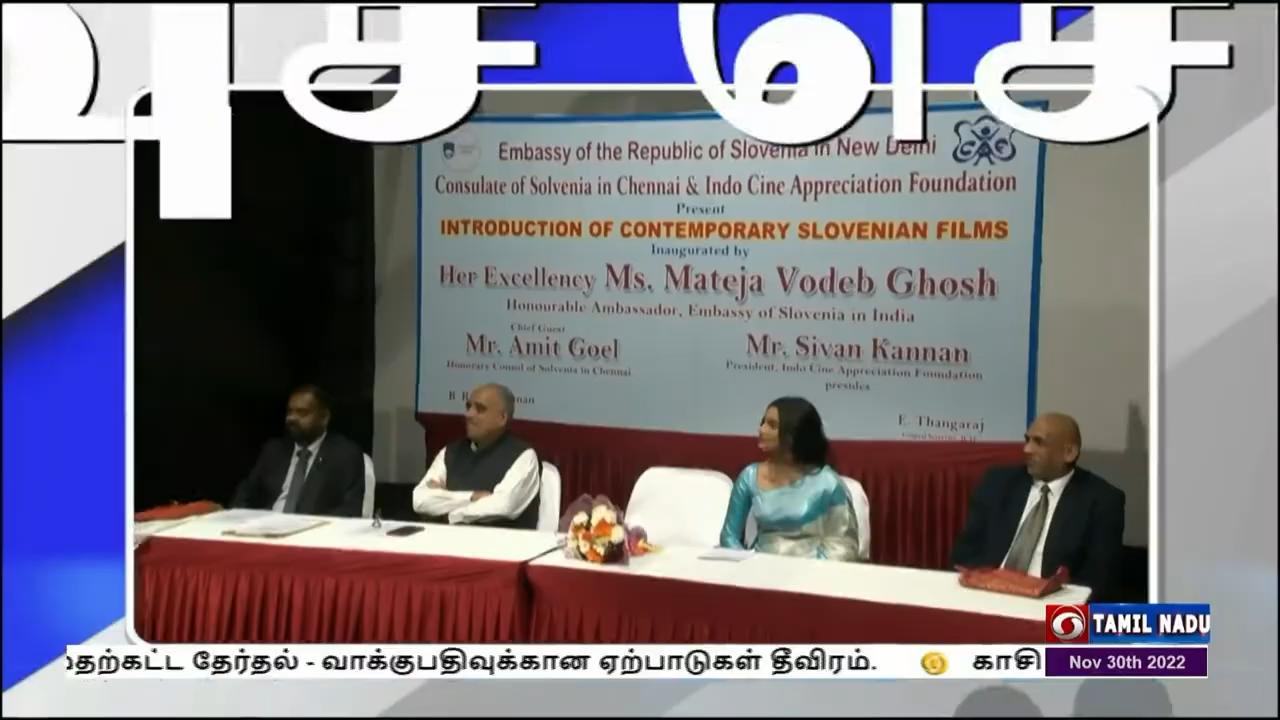 Embassy of the Republic of Slovenia in New Delhi
Consulate of Solvenia in Chennai & Indo Cine Appreciation Foundation
Present
INTRODUCTION OF CONTEMPORARY SLOVENIAN FILMS
Inaugurated by
Her Excellency Ms. Mateja Vodeb Ghosh
Honourable Ambassador, Embassy of Slovenia in India
Chief Guest
Mr. Amit Goel
Honorary Consul of Solvenia in Chennai
Mr. Sivan Kannan
President, Indo Cine Appreciation Foundation
presides
E. Thangaraj
TAMIL NADU
தேர்தல் - வாக்குபதிவுக்கான ஏற்பாடுகள் தீவிரம். காசி
Nov 30th 2022